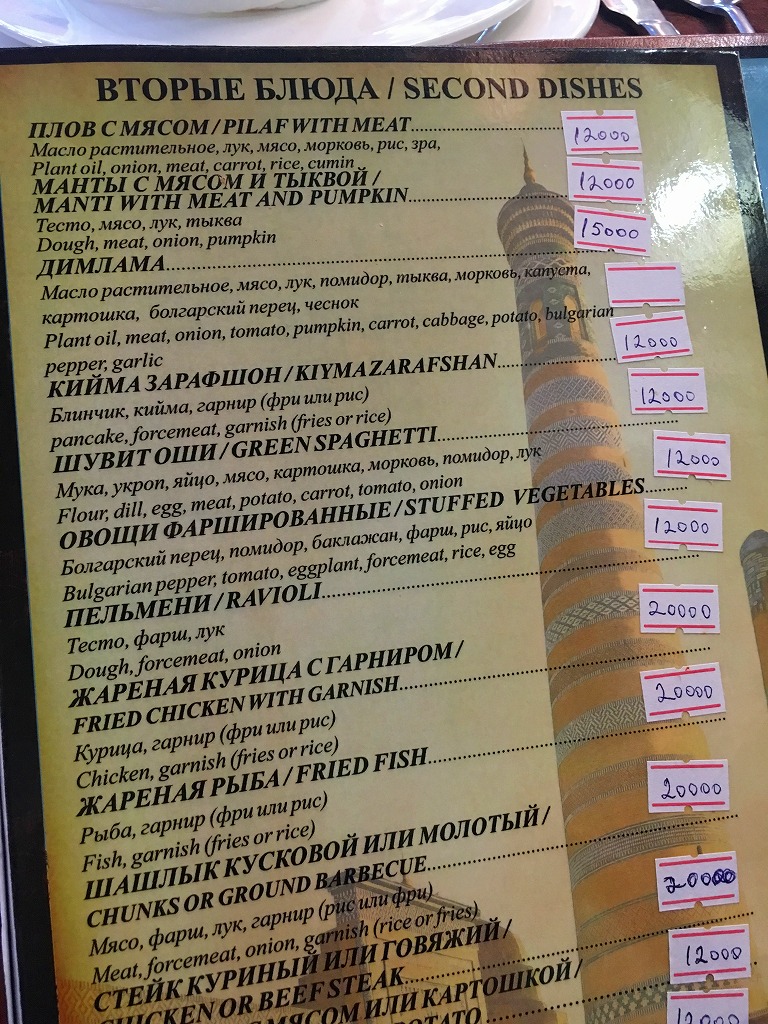 ВТОРЫЕ БЛЮДА / SECOND DISHES
ПЛОВ С МЯСОМ / PILAF WITH MEAT.......... 12000
Масло растительное, лук, мясо, морковь, рис, зра,
Plant oil, onion, meat, carrot, rice, cumin
МАНТЫ С МЯСОМ И ТЫКВОЙ /
MANTI WITH MEAT AND PUMPKIN.......... 12000
Тесто, мясо, лук, тыква
Dough, meat, onion, pumpkin
ДИМЛАМА.......... 15000
Масло растительное, мясо, лук, помидор, тыква, морковь, капуста,
картошка, болгарский перец, чеснок
Plant oil, meat, onion, tomato, pumpkin, carrot, cabbage, potato, bulgarian
pepper, garlic
КИЙМА ЗАРАФШОН / KIYMA ZARAFSHAN.......... 12000
Блинчик, кийма, гарнир (фри или рис)
pancake, forcemeat, garnish (fries or rice)
ШУВИТ ОШИ / GREEN SPAGHETTI.......... 12000
Мука, укроп, яйцо, мясо, картошка, морковь, помидор, лук
Flour, dill, egg, meat, potato, carrot, tomato, onion
ОВОЩИ ФАРШИРОВАННЫЕ / STUFFED VEGETABLES.......... 12000
Болгарский перец, помидор, баклажан, фарш, рис, яйцо
Bulgarian pepper, tomato, eggplant, forcemeat, rice, egg
ПЕЛЬМЕНИ / RAVIOLI.......... 12000
Тесто, фарш, лук
Dough, forcemeat, onion
ЖАРЕНАЯ КУРИЦА С ГАРНИРОМ /
FRIED CHICKEN WITH GARNISH.......... 20000
Курица, гарнир (фри или рис)
Chicken, garnish (fries or rice)
ЖАРЕНАЯ РЫБА / FRIED FISH.......... 20000
Рыба, гарнир (фри или рис)
Fish, garnish (fries or rice)
ШАШЛЫК КУСКОВОЙ ИЛИ МОЛОТЫЙ /
CHUNKS OR GROUND BARBECUE.......... 20000
Мясо, фарш, лук, гарнир (рис или фри)
Meat, forcemeat, onion, garnish (rice or fries)
СТЕЙК КУРИНЫЙ ИЛИ ГОВЯЖИЙ /
CHICKEN OR BEEF STEAK.......... 20000
МЯСОМ ИЛИ КАРТОШКОЙ /
POTATO.......... 12000
12000